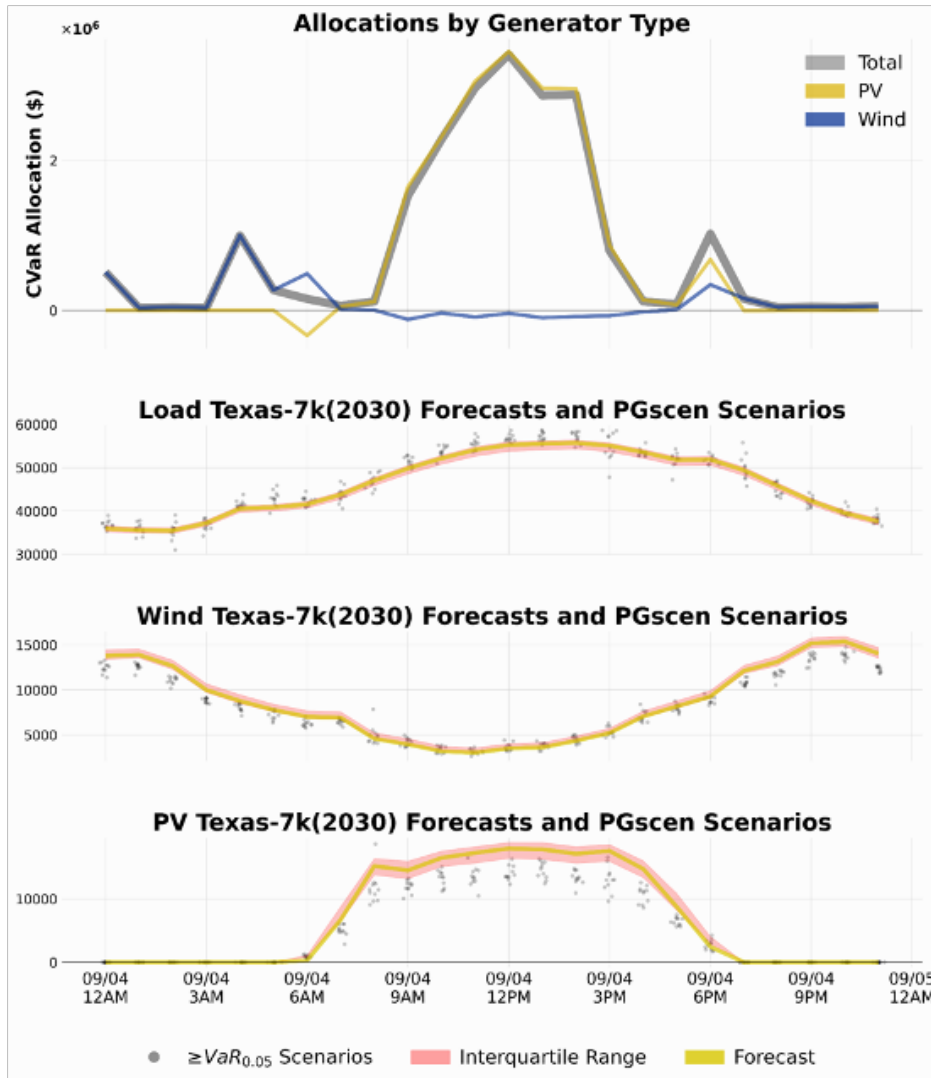 Allocations by Generator Type
×10⁶
Total
PV
Wind
CVaR Allocation ($)
2
0
Load Texas-7k(2030) Forecasts and PGscen Scenarios
60000
50000
40000
30000
Wind Texas-7k(2030) Forecasts and PGscen Scenarios
15000
10000
5000
PV Texas-7k(2030) Forecasts and PGscen Scenarios
10000
0
09/04 09/04 09/04 09/04 09/04 09/04 09/04 09/04 09/05
12AM 3AM 6AM 9AM 12PM 3PM 6PM 9PM 12AM
≥VaR₀.₀₅ Scenarios Interquartile Range Forecast